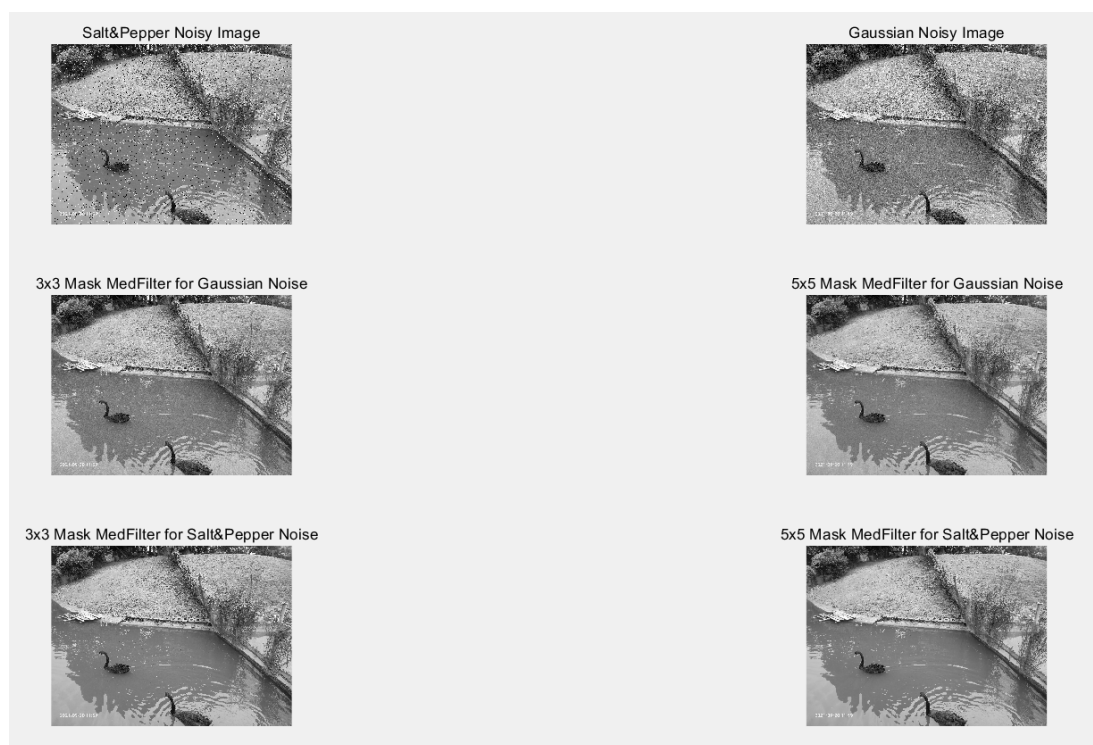 Salt&Pepper Noisy Image
Gaussian Noisy Image
3x3 Mask MedFilter for Gaussian Noise
5x5 Mask MedFilter for Gaussian Noise
3x3 Mask MedFilter for Salt&Pepper Noise
5x5 Mask MedFilter for Salt&Pepper Noise